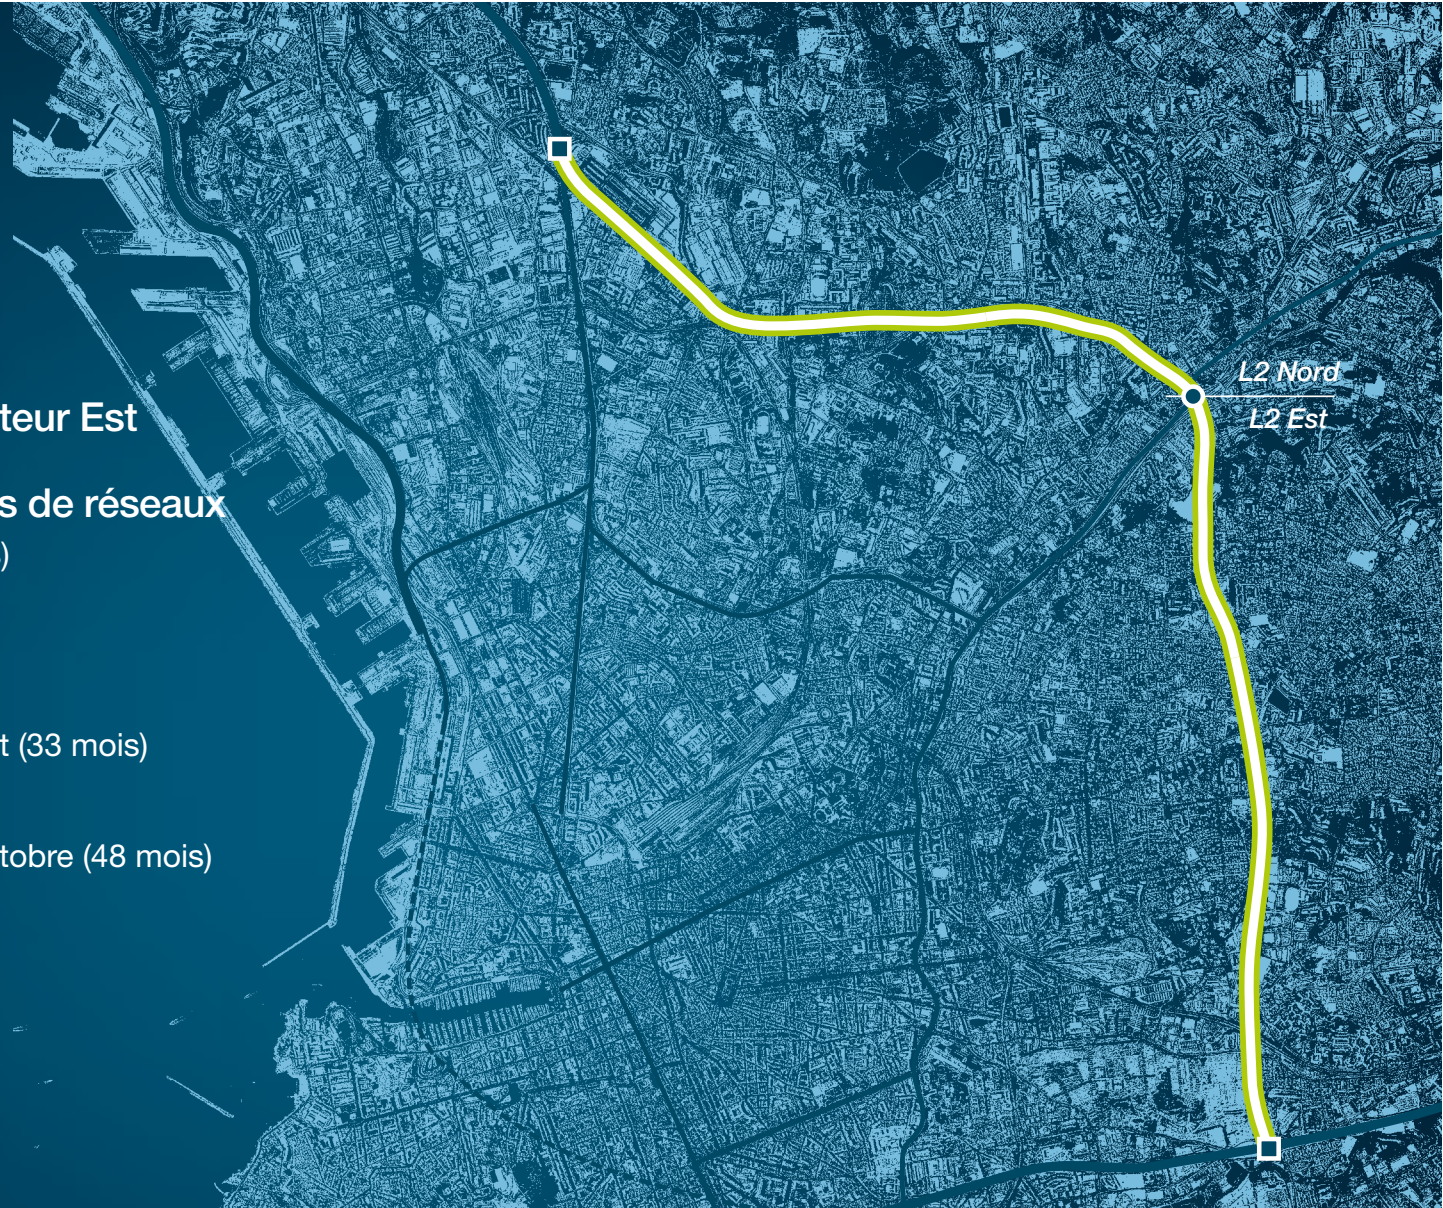 teur Est
s de réseaux
)
t (33 mois)
tobre (48 mois)
L2 Nord
L2 Est